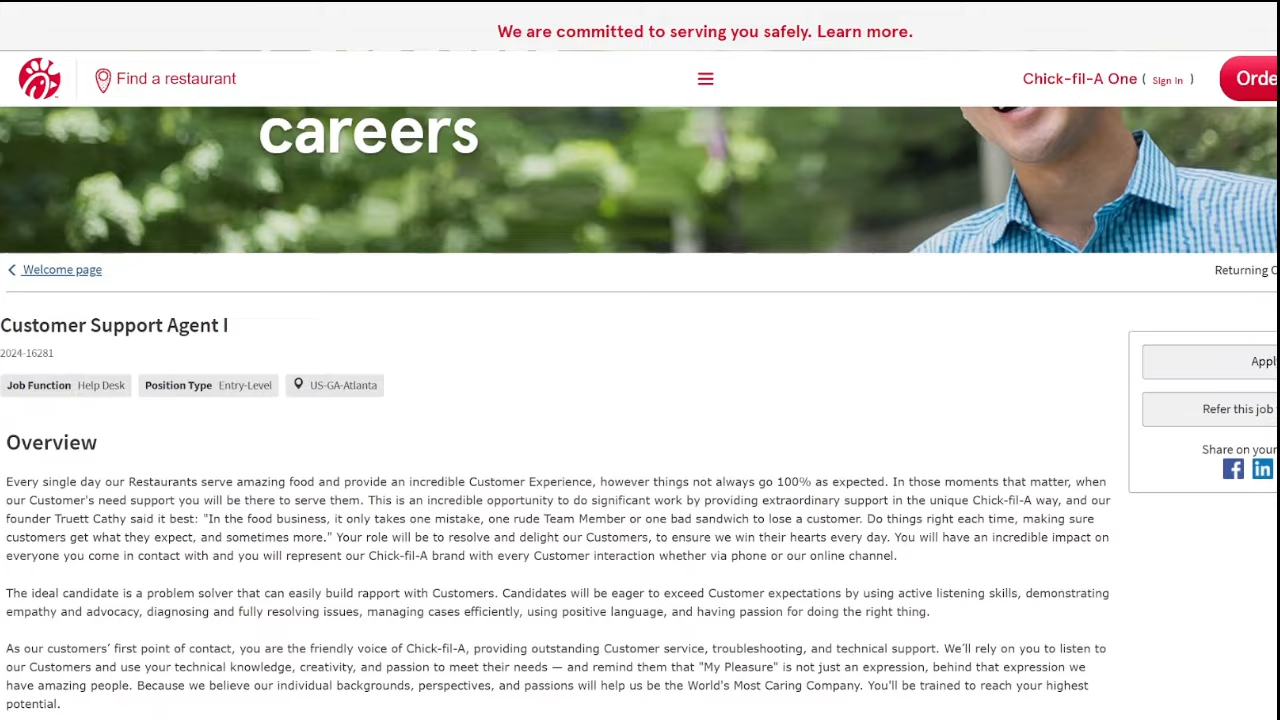 We are committed to serving you safely. Learn more.
Find a restaurant
Chick-fil-A One ( Sign In )
Orde
careers
Welcome page
Returning C
Customer Support Agent I
2024-16281
Job Function Help Desk Position Type Entry-Level US-GA-Atlanta
Appl
Refer this job
Share on your
Overview
Every single day our Restaurants serve amazing food and provide an incredible Customer Experience, however things not always go 100% as expected. In those moments that matter, when
our Customer's need support you will be there to serve them. This is an incredible opportunity to do significant work by providing extraordinary support in the unique Chick-fil-A way, and our
founder Truett Cathy said it best: "In the food business, it only takes one mistake, one rude Team Member or one bad sandwich to lose a customer. Do things right each time, making sure
customers get what they expect, and sometimes more." Your role will be to resolve and delight our Customers, to ensure we win their hearts every day. You will have an incredible impact on
everyone you come in contact with and you will represent our Chick-fil-A brand with every Customer interaction whether via phone or our online channel.
The ideal candidate is a problem solver that can easily build rapport with Customers. Candidates will be eager to exceed Customer expectations by using active listening skills, demonstrating
empathy and advocacy, diagnosing and fully resolving issues, managing cases efficiently, using positive language, and having passion for doing the right thing.
As our customers’ first point of contact, you are the friendly voice of Chick-fil-A, providing outstanding Customer service, troubleshooting, and technical support. We’ll rely on you to listen to
our Customers and use your technical knowledge, creativity, and passion to meet their needs — and remind them that "My Pleasure" is not just an expression, behind that expression we
have amazing people. Because we believe our individual backgrounds, perspectives, and passions will help us be the World's Most Caring Company. You'll be trained to reach your highest
potential.